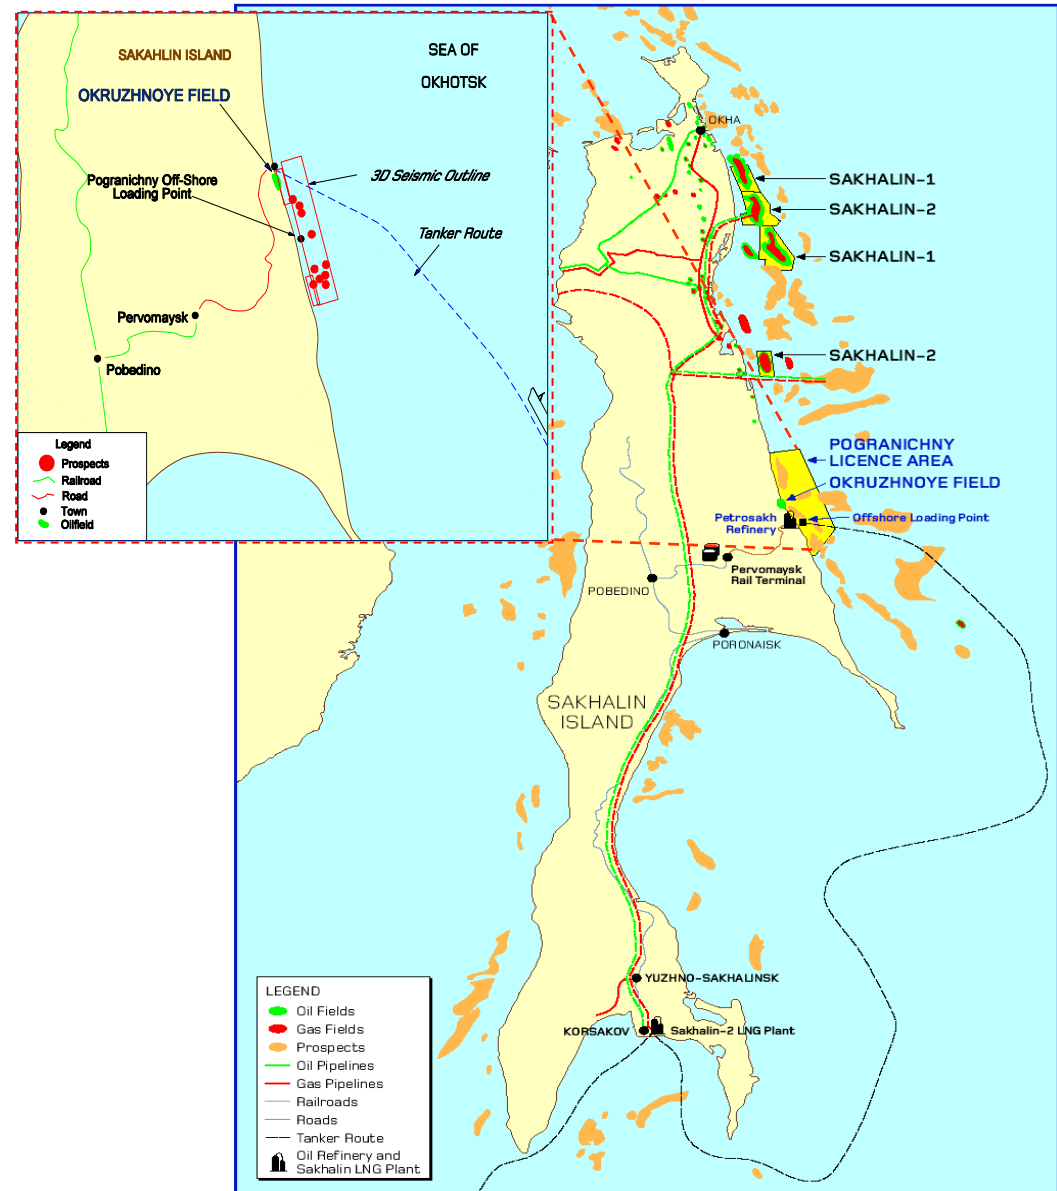 SAKAHLIN ISLAND
SEA OF
OKHOTSK
OKRUZHNOYE FIELD
Pogranichny Off-Shore
Loading Point
3D Seismic Outline
Tanker Route
Pervomaysk
Pobedino
Legend
Prospects
Railroad
Road
Town
Oilfield
OKHA
SAKHALIN-1
SAKHALIN-2
SAKHALIN-1
SAKHALIN-2
POGRANICHNY
LICENCE AREA
OKRUZHNOYE FIELD
Petrosakh
Refinery
Offshore Loading Point
Pervomaysk
Rail Terminal
POBEDINO
PORONAISK
SAKHALIN
ISLAND
YUZHNO-SAKHALINSK
KORSAKOV
Sakhalin-2 LNG Plant
LEGEND
Oil Fields
Gas Fields
Prospects
Oil Pipelines
Gas Pipelines
Railroads
Roads
Tanker Route
Oil Refinery and
Sakhalin LNG Plant